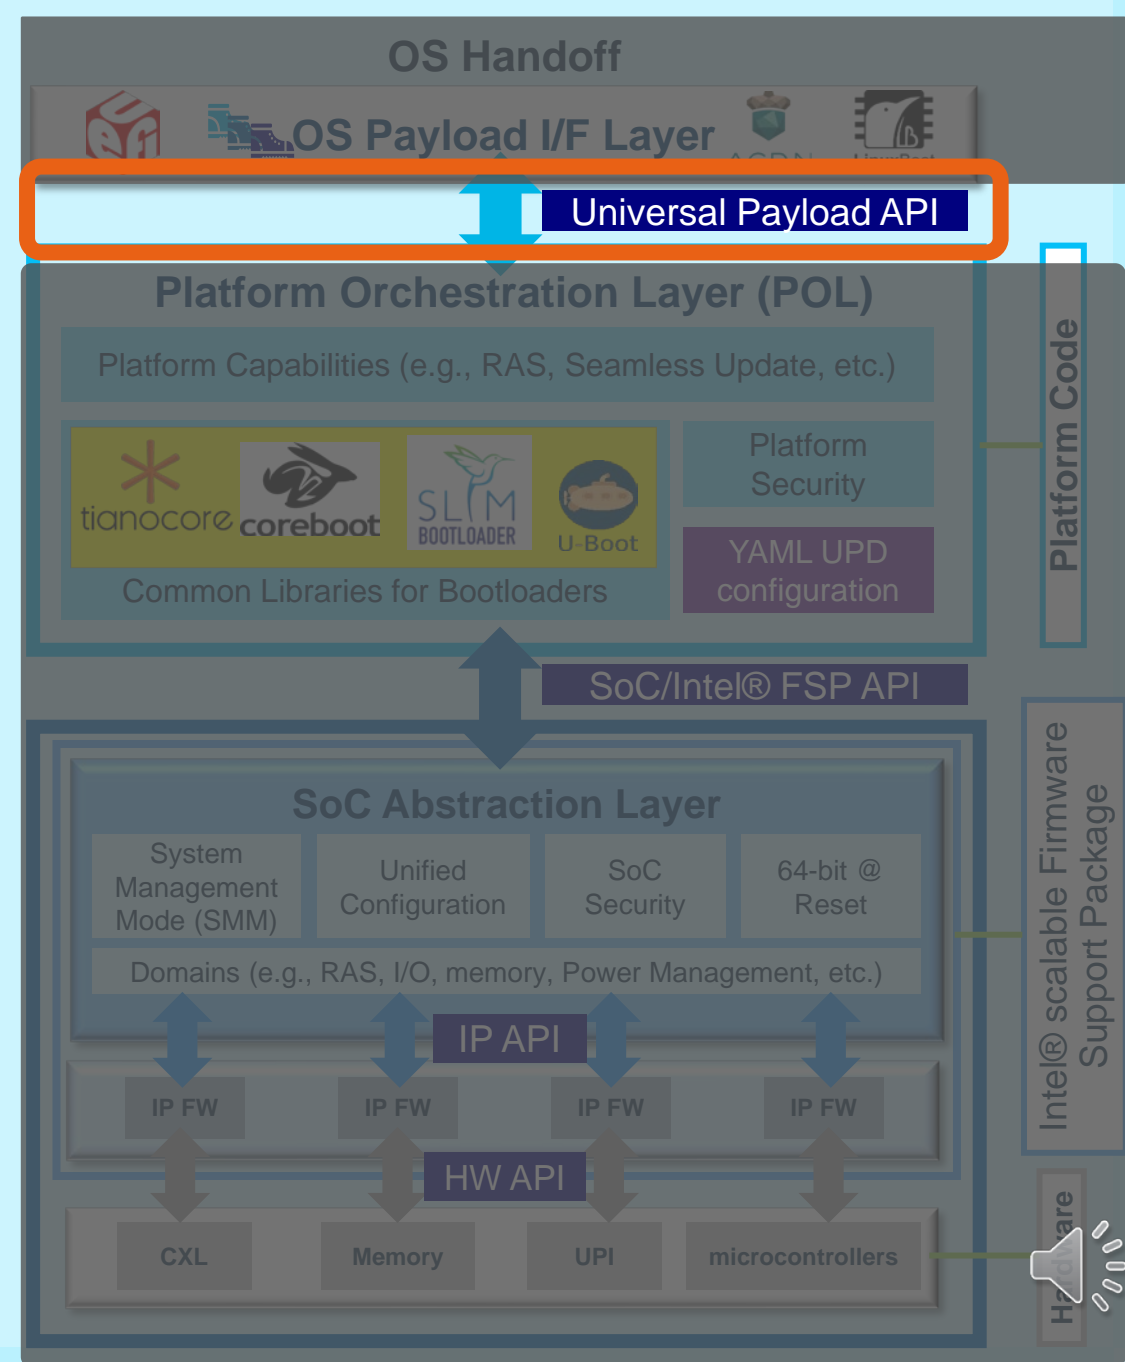 OS Handoff
UEFI
OS Payload I/F Layer
ACRN
LinuxBoot
Universal Payload API
Platform Orchestration Layer (POL)
Platform Capabilities (e.g., RAS, Seamless Update, etc.)
tianocore
coreboot
SLIM
BOOTLOADER
U-Boot
Common Libraries for Bootloaders
Platform
Security
YAML UPD
configuration
Platform Code
SoC/Intel® FSP API
SoC Abstraction Layer
System
Management
Mode (SMM)
Unified
Configuration
SoC
Security
64-bit @
Reset
Domains (e.g., RAS, I/O, memory, Power Management, etc.)
IP API
IP FW
IP FW
IP FW
IP FW
HW API
CXL
Memory
UPI
microcontrollers
Intel® scalable Firmware
Support Package
Hardware